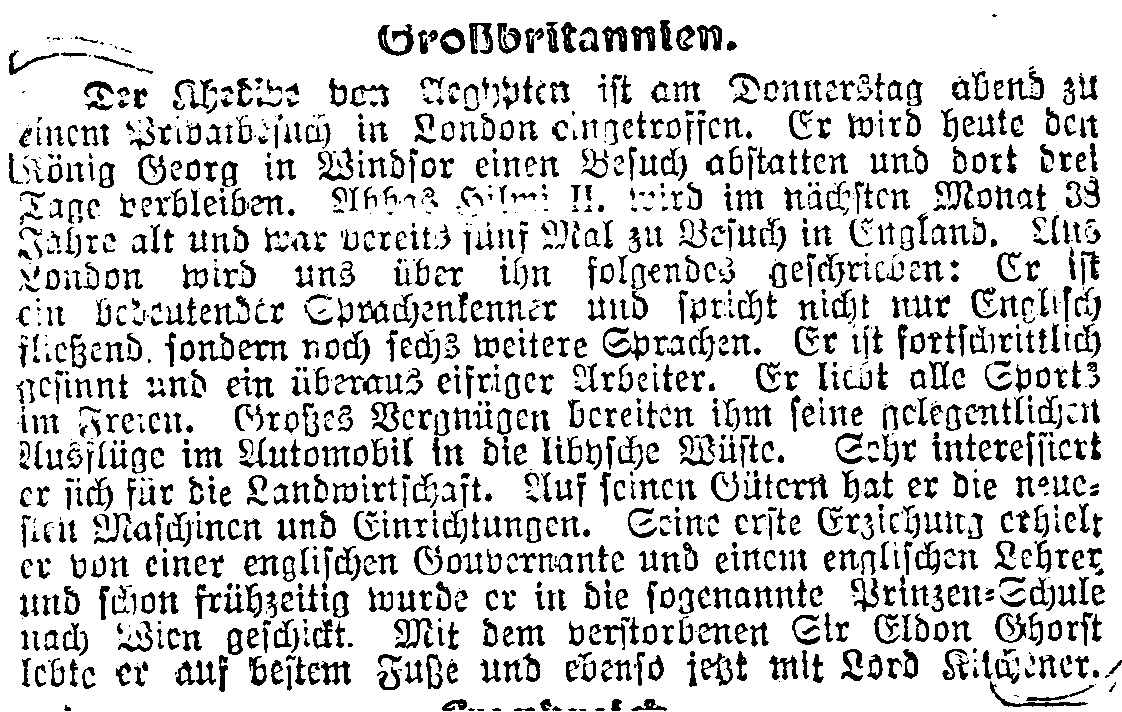 Großbritannien.
Der Khedive von Aegypten ist am Donnerstag abend zu
einem Privatbesuch in London eingetroffen. Er wird heute den
König Georg in Windsor einen Besuch abstatten und dort drei
Tage verbleiben. Abbas Hilmi II. wird im nächsten Monat 38
Jahre alt und war bereits fünf Mal zu Besuch in England. Aus
London wird uns über ihn folgendes geschrieben: Er ist
ein bedeutender Sprachenkenner und spricht nicht nur Englisch
fließend, sondern noch sechs weitere Sprachen. Er ist fortschrittlich
gesinnt und ein überaus eifriger Arbeiter. Er liebt alle Sports
im Freien. Großes Vergnügen bereiten ihm seine gelegentlichen
Ausflüge im Automobil in die libysche Wüste. Sehr interessiert
er sich für die Landwirtschaft. Auf seinen Gütern hat er die neue-
sten Maschinen und Einrichtungen. Seine erste Erziehung erhielt
er von einer englischen Gouvernante und einem englischen Lehrer,
und schon frühzeitig wurde er in die sogenannte Prinzen-Schule
nach Wien geschickt. Mit dem verstorbenen Sir Eldon Ghorst
lebte er auf bestem Fuße und ebenso jetzt mit Lord Kitchener.